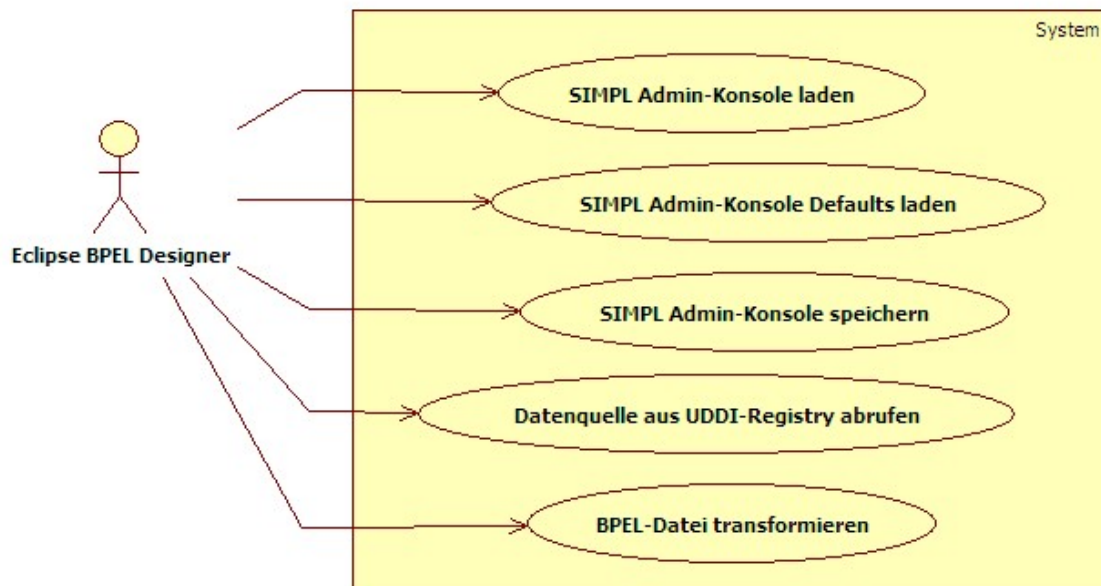 System
SIMPL Admin-Konsole laden
SIMPL Admin-Konsole Defaults laden
Eclipse BPEL Designer
SIMPL Admin-Konsole speichern
Datenquelle aus UDDI-Registry abrufen
BPEL-Datei transformieren